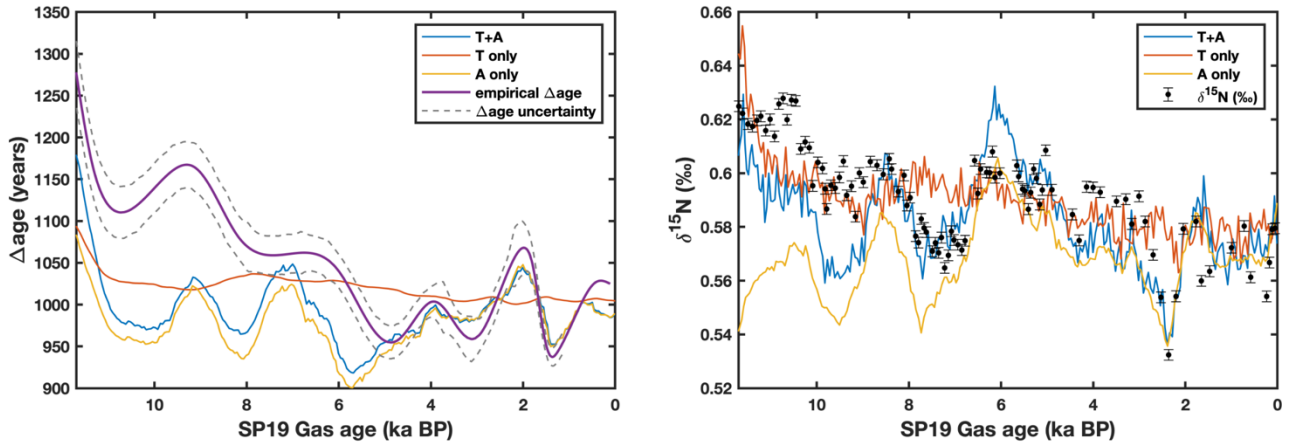 1350
1300
1250
1200
1150
1100
1050
1000
950
900
Δage (years)
10
8
6
4
2
0
SP19 Gas age (ka BP)
T+A
T only
A only
empirical Δage
Δage uncertainty
0.66
0.64
0.62
0.6
0.58
0.56
0.54
0.52
δ¹⁵N (‰)
10
8
6
4
2
0
SP19 Gas age (ka BP)
T+A
T only
A only
δ¹⁵N (‰)